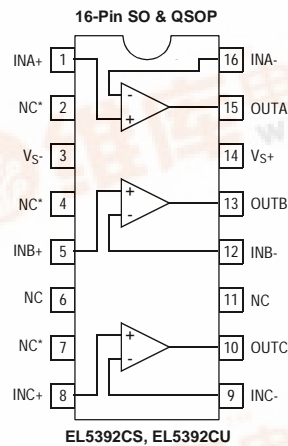 16-Pin SO & QSOP
INA+ 1 16 INA-
NC* 2 15 OUTA
VS- 3 14 VS+
NC* 4 13 OUTB
INB+ 5 12 INB-
NC 6 11 NC
NC* 7 10 OUTC
INC+ 8 9 INC-
- +
+ -
+ -
EL5392CS, EL5392CU